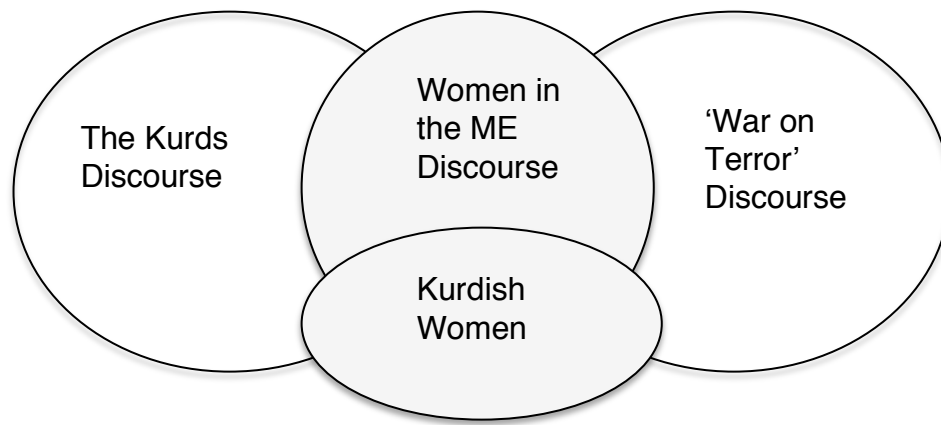 The Kurds
Discourse
Women in
the ME
Discourse
‘War on
Terror’
Discourse
Kurdish
Women